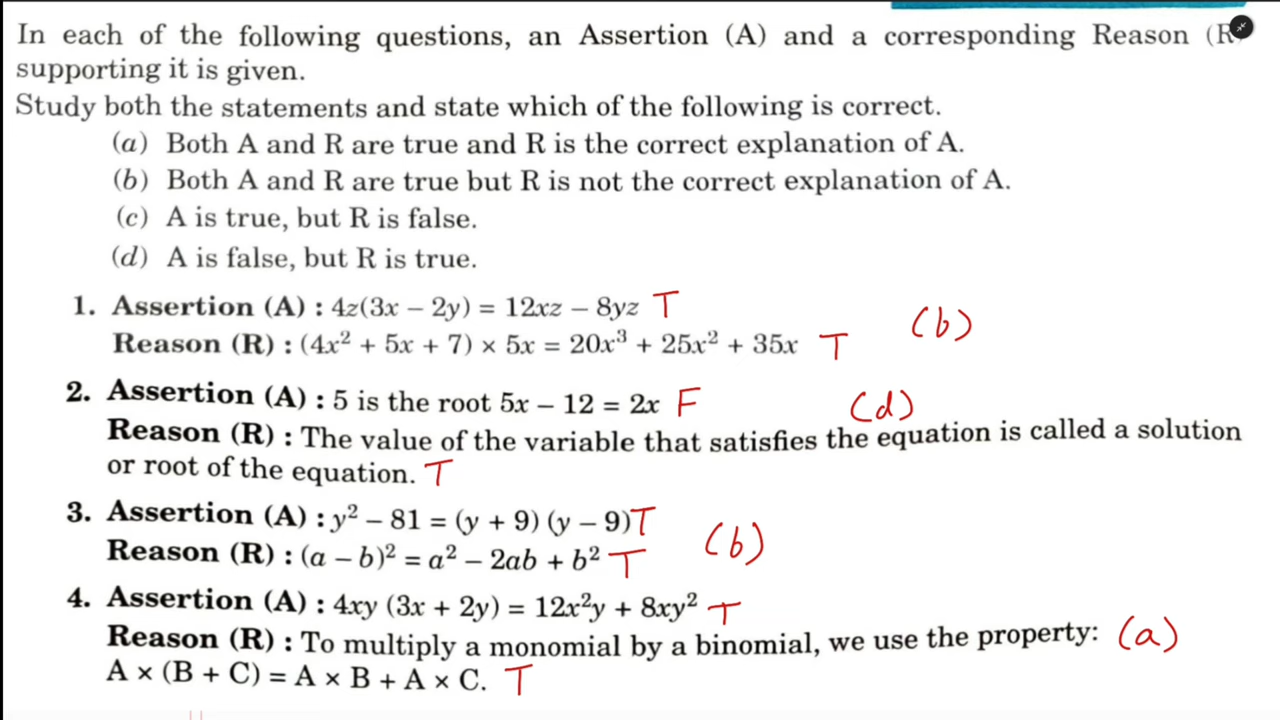 In each of the following questions, an Assertion (A) and a corresponding Reason (R
supporting it is given.
Study both the statements and state which of the following is correct.
(a) Both A and R are true and R is the correct explanation of A.
(b) Both A and R are true but R is not the correct explanation of A.
(c) A is true, but R is false.
(d) A is false, but R is true.
1. Assertion (A) : 4z(3x – 2y) = 12xz – 8yz T
Reason (R) : (4x² + 5x + 7) × 5x = 20x³ + 25x² + 35x T (b)
2. Assertion (A) : 5 is the root 5x – 12 = 2x F (d)
Reason (R) : The value of the variable that satisfies the equation is called a solution
or root of the equation. T
3. Assertion (A) : y² – 81 = (y + 9) (y – 9) T
Reason (R) : (a – b)² = a² – 2ab + b² T (b)
4. Assertion (A) : 4xy (3x + 2y) = 12x²y + 8xy² T
Reason (R) : To multiply a monomial by a binomial, we use the property: (a)
A × (B + C) = A × B + A × C. T